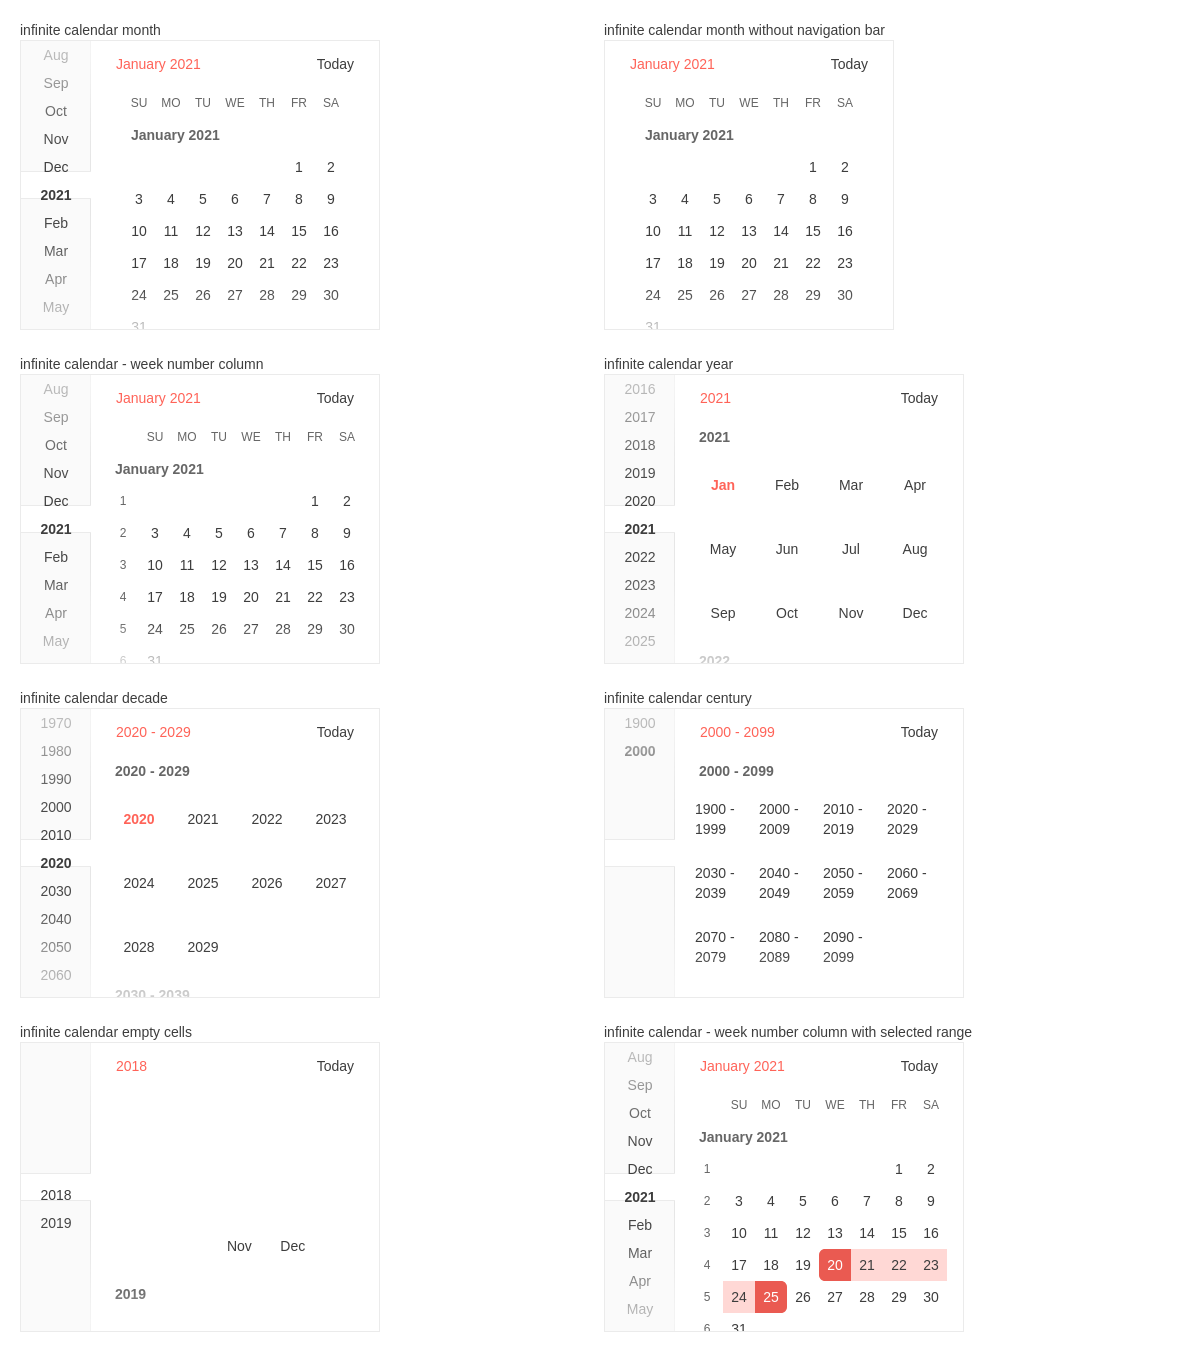 infinite calendar month
Aug
Sep
Oct
Nov
Dec
2021
Feb
Mar
Apr
May
January 2021 Today
SU MO TU WE TH FR SA
January 2021
1 2
3 4 5 6 7 8 9
10 11 12 13 14 15 16
17 18 19 20 21 22 23
24 25 26 27 28 29 30
31
infinite calendar month without navigation bar
January 2021 Today
SU MO TU WE TH FR SA
January 2021
1 2
3 4 5 6 7 8 9
10 11 12 13 14 15 16
17 18 19 20 21 22 23
24 25 26 27 28 29 30
31
infinite calendar - week number column
Aug
Sep
Oct
Nov
Dec
2021
Feb
Mar
Apr
May
January 2021 Today
SU MO TU WE TH FR SA
January 2021
1 1 2
2 3 4 5 6 7 8 9
3 10 11 12 13 14 15 16
4 17 18 19 20 21 22 23
5 24 25 26 27 28 29 30
6 31
infinite calendar year
2016
2017
2018
2019
2020
2021
2022
2023
2024
2025
2021 Today
2021
Jan Feb Mar Apr
May Jun Jul Aug
Sep Oct Nov Dec
2022
infinite calendar decade
1970
1980
1990
2000
2010
2020
2030
2040
2050
2060
2020 - 2029 Today
2020 - 2029
2020 2021 2022 2023
2024 2025 2026 2027
2028 2029
2030 - 2039
infinite calendar century
1900
2000
2000 - 2099 Today
2000 - 2099
1900 - 2000 - 2010 - 2020 -
1999 2009 2019 2029
2030 - 2040 - 2050 - 2060 -
2039 2049 2059 2069
2070 - 2080 - 2090 -
2079 2089 2099
infinite calendar empty cells
2018
2019
2018 Today
Nov Dec
2019
infinite calendar - week number column with selected range
Aug
Sep
Oct
Nov
Dec
2021
Feb
Mar
Apr
May
January 2021 Today
SU MO TU WE TH FR SA
January 2021
1 1 2
2 3 4 5 6 7 8 9
3 10 11 12 13 14 15 16
4 17 18 19 20 21 22 23
5 24 25 26 27 28 29 30
6 31